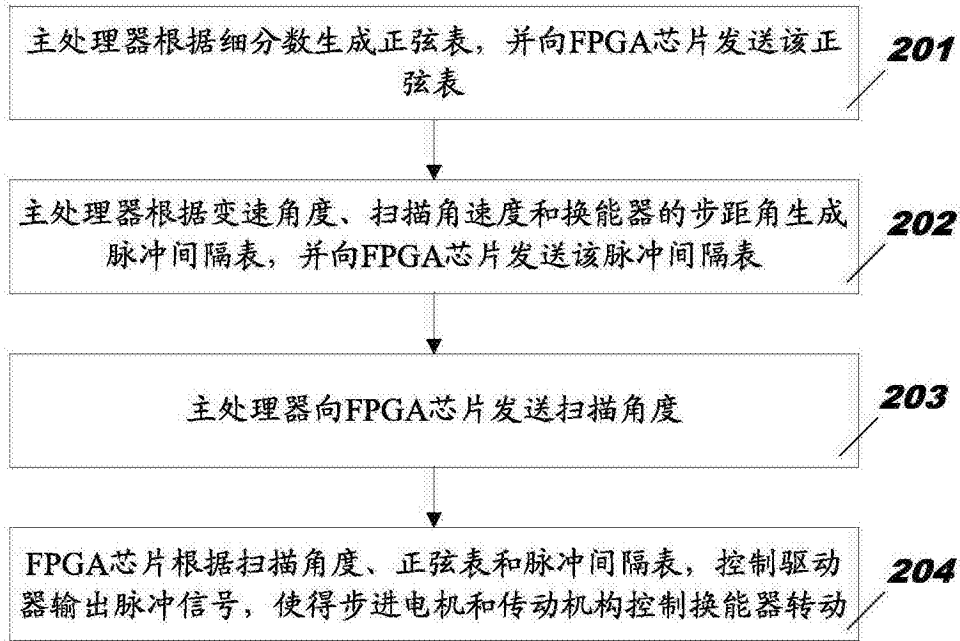 主处理器根据细分数生成正弦表，并向FPGA芯片发送该正
弦表
201
主处理器根据变速角度、扫描角速度和换能器的步距角生成
脉冲间隔表，并向FPGA芯片发送该脉冲间隔表
202
主处理器向FPGA芯片发送扫描角度
203
FPGA芯片根据扫描角度、正弦表和脉冲间隔表，控制驱动
器输出脉冲信号，使得步进电机和传动机构控制换能器转动
204